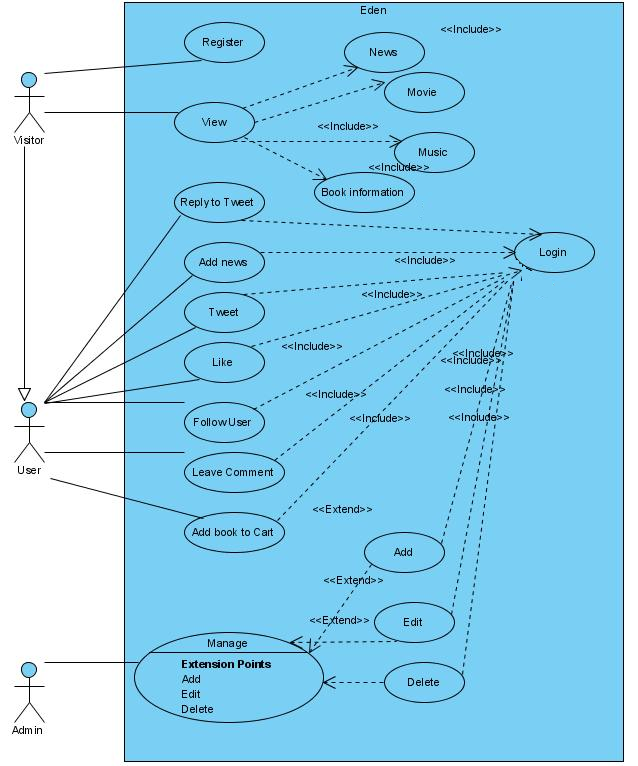 Eden
<<Include>>
Register
News
Movie
View
<<Include>>
Music
Visitor
<<Include>>
Book information
Reply to Tweet
Add news
<<Include>>
Login
<<Include>>
Tweet
<<Include>>
<<Include>>
<<Include>>
Like
<<Include>>
<<Include>>
<<Include>>
<<Include>>
Follow User
User
Leave Comment
<<Extend>>
Add book to Cart
Add
<<Extend>>
<<Extend>>
Edit
Manage
Extension Points
Add
Edit
Delete
Delete
Admin